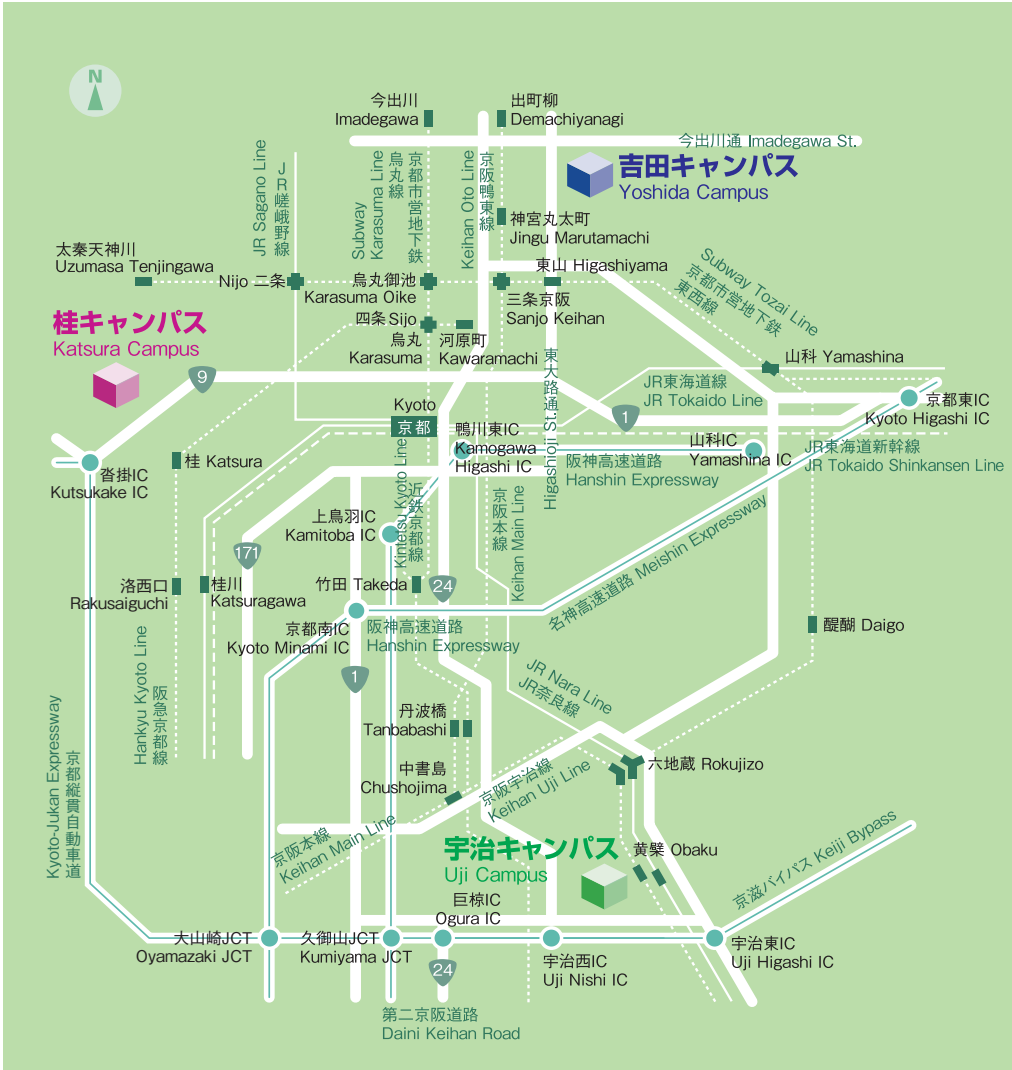 N
今出川
Imadegawa
出町柳
Demachiyanagi
今出川通 Imadegawa St.
吉田キャンパス
Yoshida Campus
JR Sagano Line
JR嵯峨野線
Subway
Karasuma Line
京都市営地下鉄
烏丸線
Keihan Oto Line
京阪鴨東線
神宮丸太町
Jingu Marutamachi
太秦天神川
Uzumasa Tenjingawa
Nijo 二条
烏丸御池
Karasuma Oike
東山 Higashiyama
三条京阪
Sanjo Keihan
Subway Tozai Line
京都市営地下鉄
東西線
桂キャンパス
Katsura Campus
四条 Sijo
烏丸
Karasuma
河原町
Kawaramachi
山科 Yamashina
9
JR東海道線
JR Tokaido Line
東大路通
Higashioji St.
1
京都東IC
Kyoto Higashi IC
Kyoto
京都
鴨川東IC
Kamogawa
Higashi IC
山科IC
Yamashina IC
阪神高速道路
Hanshin Expressway
JR東海道新幹線
JR Tokaido Shinkansen Line
沓掛IC
Kutsukake IC
桂 Katsura
Kintetsu Kyoto Line
近鉄京都線
京阪本線
Keihan Main Line
上鳥羽IC
Kamitoba IC
171
洛西口
Rakusaiguchi
桂川
Katsuragawa
竹田 Takeda
24
名神高速道路 Meishin Expressway
京都南IC
Kyoto Minami IC
阪神高速道路
Hanshin Expressway
醍醐 Daigo
1
Hankyu Kyoto Line
阪急京都線
JR Nara Line
JR奈良線
丹波橋
Tanbabashi
Kyoto-Jukan Expressway
京都縦貫自動車道
中書島
Chushojima
六地蔵 Rokujizo
京阪宇治線
Keihan Uji Line
京阪本線
Keihan Main Line
宇治キャンパス
Uji Campus
黄檗 Obaku
京滋バイパス Keiji Bypass
巨椋IC
Ogura IC
大山崎JCT
Oyamazaki JCT
久御山JCT
Kumiyama JCT
宇治西IC
Uji Nishi IC
宇治東IC
Uji Higashi IC
24
第二京阪道路
Daini Keihan Road